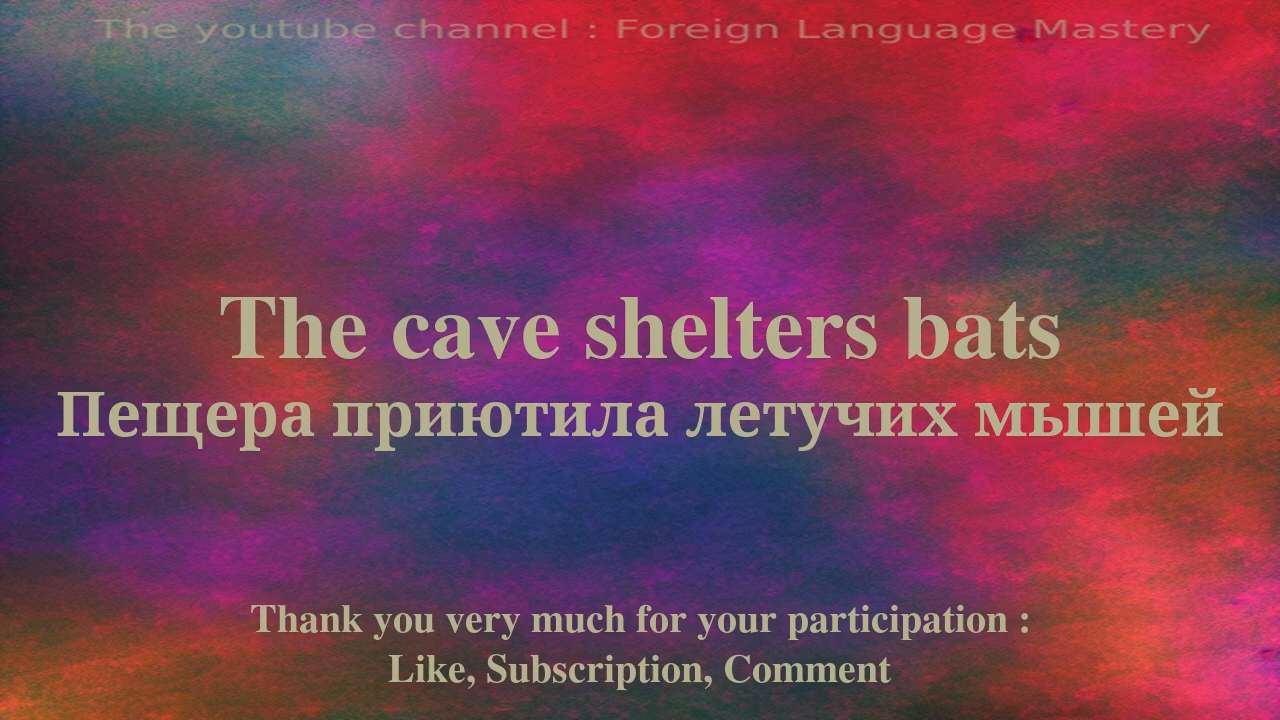 The youtube channel : Foreign Language Mastery
The cave shelters bats
Пещера приютила летучих мышей
Thank you very much for your participation :
Like, Subscription, Comment